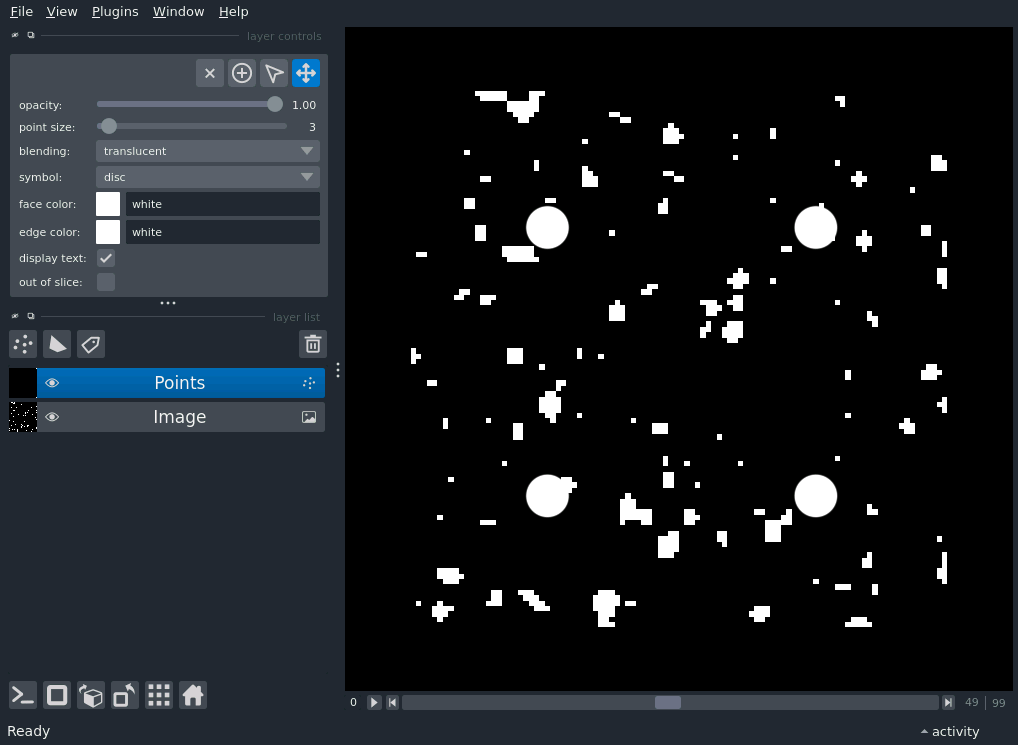 File View Plugins Window Help
layer controls
opacity: 1.00
point size: 3
blending: translucent
symbol: disc
face color: white
edge color: white
display text:
out of slice:
layer list
Points
Image
0 49 99
Ready activity